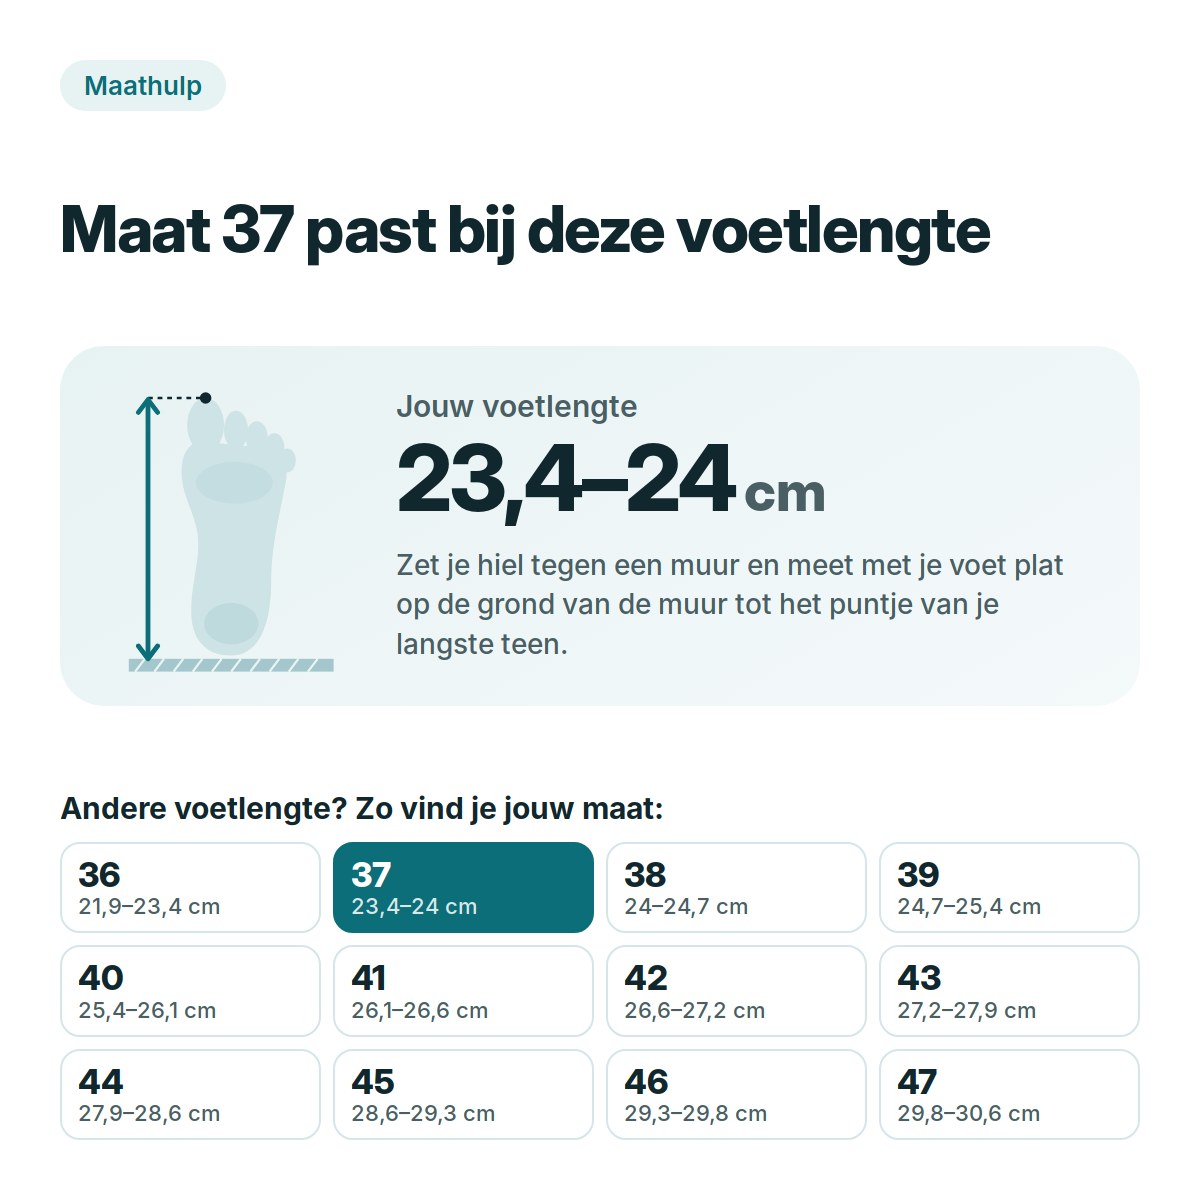 Maathulp
Maat 37 past bij deze voetlengte
Jouw voetlengte
23,4–24 cm
Zet je hiel tegen een muur en meet met je voet plat
op de grond van de muur tot het puntje van je
langste teen.
Andere voetlengte? Zo vind je jouw maat:
36
21,9–23,4 cm
37
23,4–24 cm
38
24–24,7 cm
39
24,7–25,4 cm
40
25,4–26,1 cm
41
26,1–26,6 cm
42
26,6–27,2 cm
43
27,2–27,9 cm
44
27,9–28,6 cm
45
28,6–29,3 cm
46
29,3–29,8 cm
47
29,8–30,6 cm